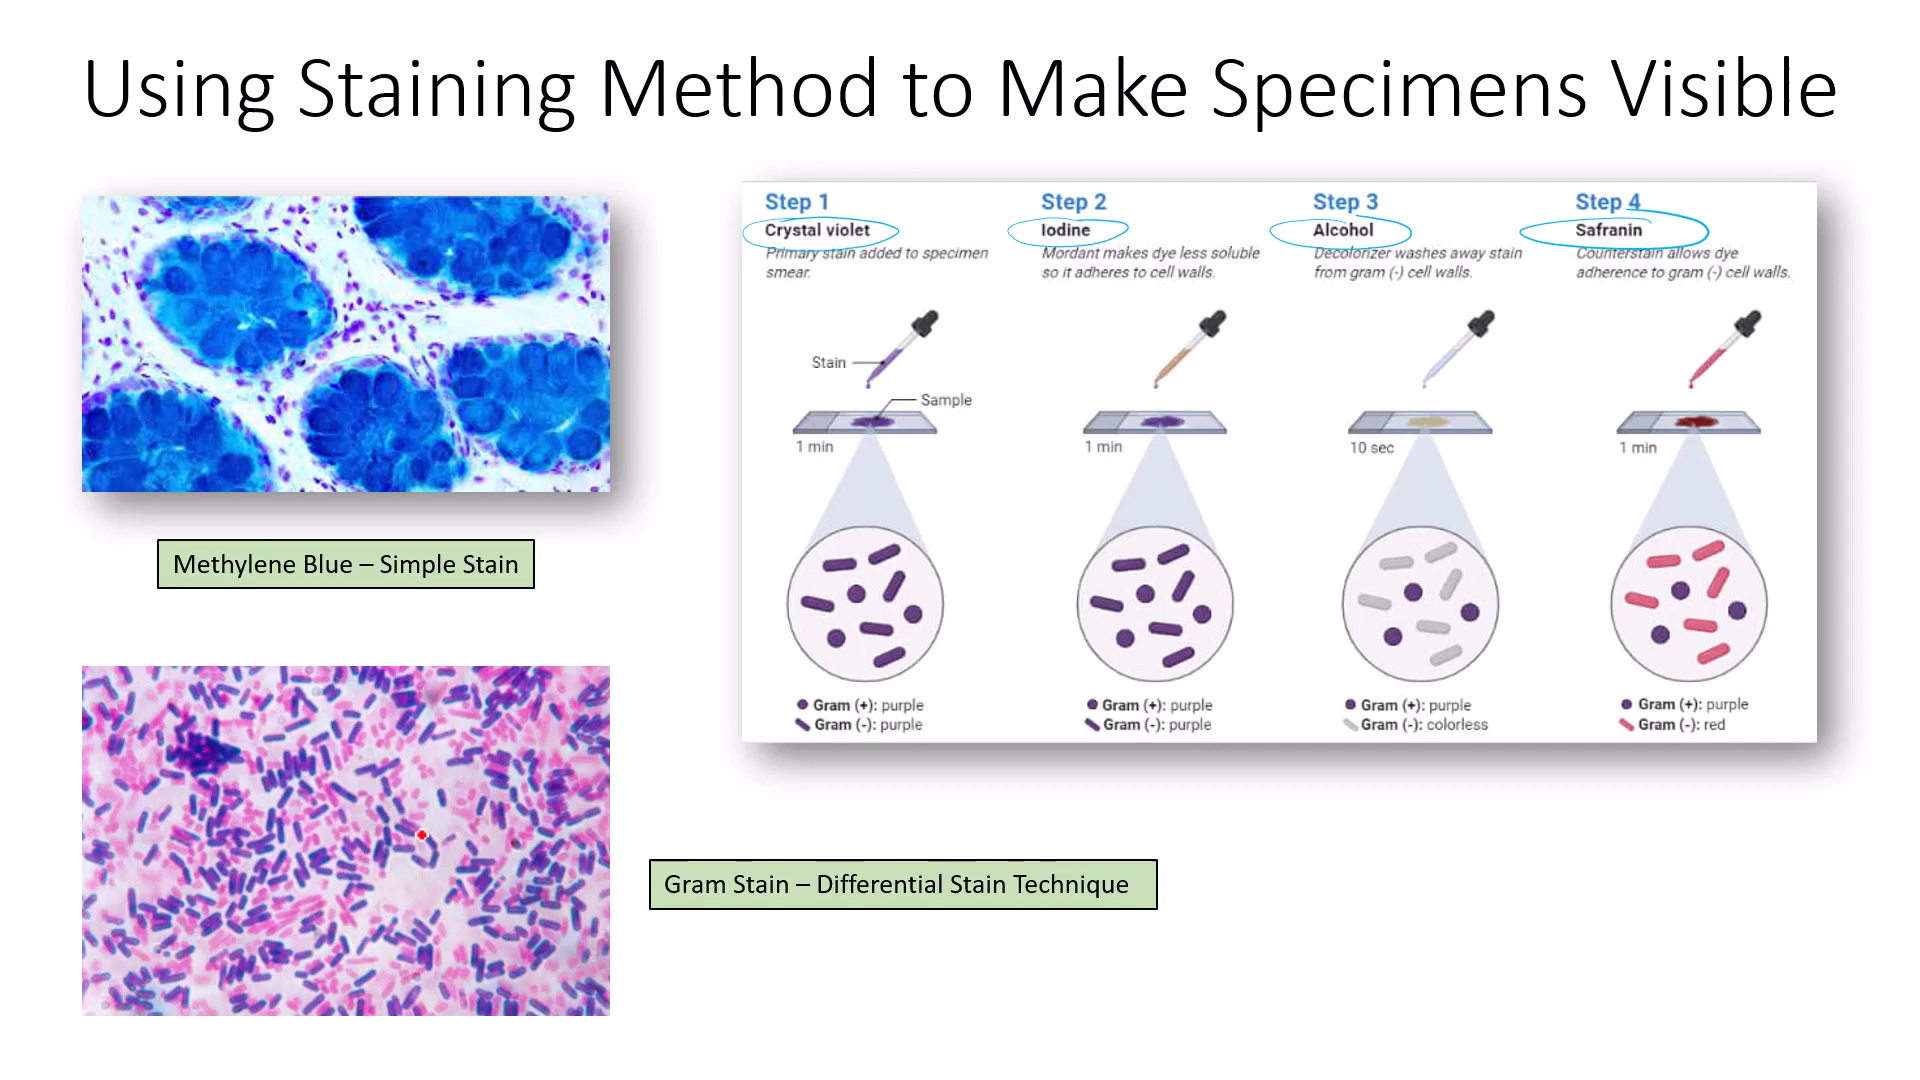 Using Staining Method to Make Specimens Visible
Methylene Blue – Simple Stain
Step 1
Crystal violet
Primary stain added to specimen
smear.
Stain
Sample
1 min
Gram (+): purple
Gram (-): purple
Step 2
Iodine
Mordant makes dye less soluble
so it adheres to cell walls.
1 min
Gram (+): purple
Gram (-): purple
Step 3
Alcohol
Decolorizer washes away stain
from gram (-) cell walls.
10 sec
Gram (+): purple
Gram (-): colorless
Step 4
Safranin
Counterstain allows dye
adherence to gram (-) cell walls.
1 min
Gram (+): purple
Gram (-): red
Gram Stain – Differential Stain Technique